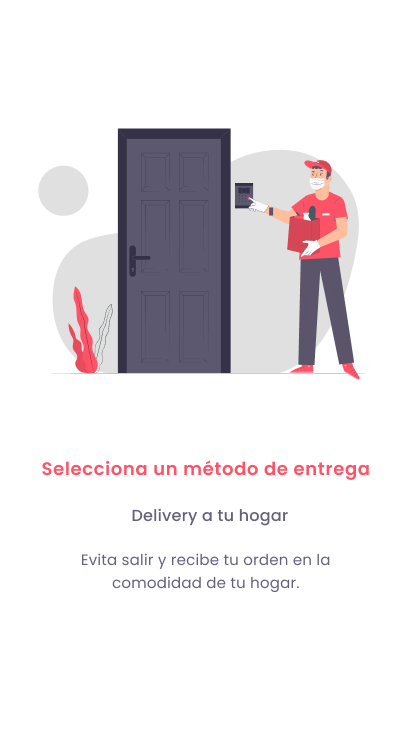 Selecciona un método de entrega
Delivery a tu hogar
Evita salir y recibe tu orden en la
comodidad de tu hogar.